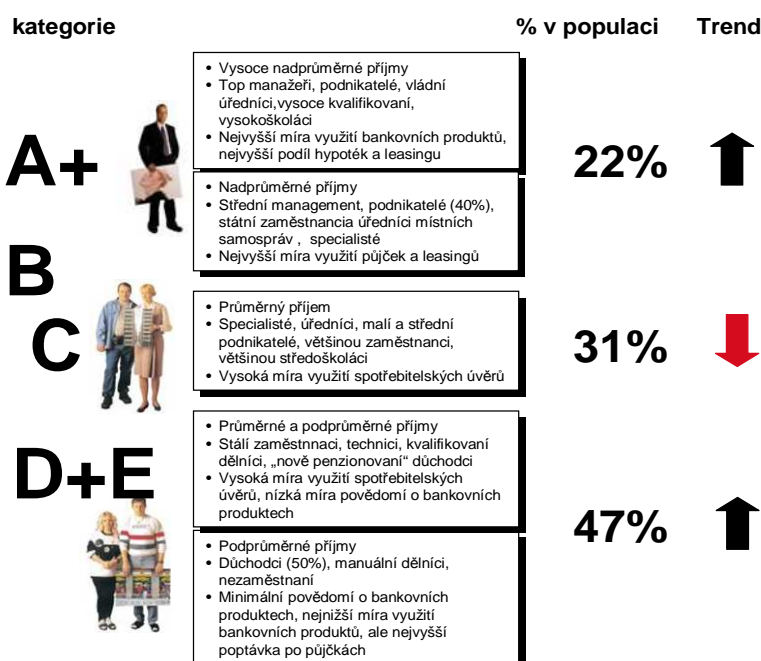 kategorie % v populaci Trend
A+
B
• Vysoce nadprůměrné příjmy
• Top manažeři, podnikatelé, vládní
úředníci,vysoce kvalifikovaní,
vysokoškoláci
• Nejvyšší míra využití bankovních produktů,
nejvyšší podíl hypoték a leasingu
• Nadprůměrné příjmy
• Střední management, podnikatelé (40%),
státní zaměstnancia úředníci místních
samospráv , specialisté
• Nejvyšší míra využití půjček a leasingů
22%
C
• Průměrný příjem
• Specialisté, úředníci, malí a střední
podnikatelé, většinou zaměstnanci,
většinou středoškoláci
• Vysoká míra využití spotřebitelských úvěrů
31%
D+E
• Průměrné a podprůměrné příjmy
• Stálí zaměstnnaci, technici, kvalifikovaní
dělníci, „nově penzionovaní“ důchodci
• Vysoká míra využití spotřebitelských
úvěrů, nízká míra povědomí o bankovních
produktech
• Podprůměrné příjmy
• Důchodci (50%), manuální dělníci,
nezaměstnaní
• Minimální povědomí o bankovních
produktech, nejnižší míra využití
bankovních produktů, ale nejvyšší
poptávka po půjčkách
47%